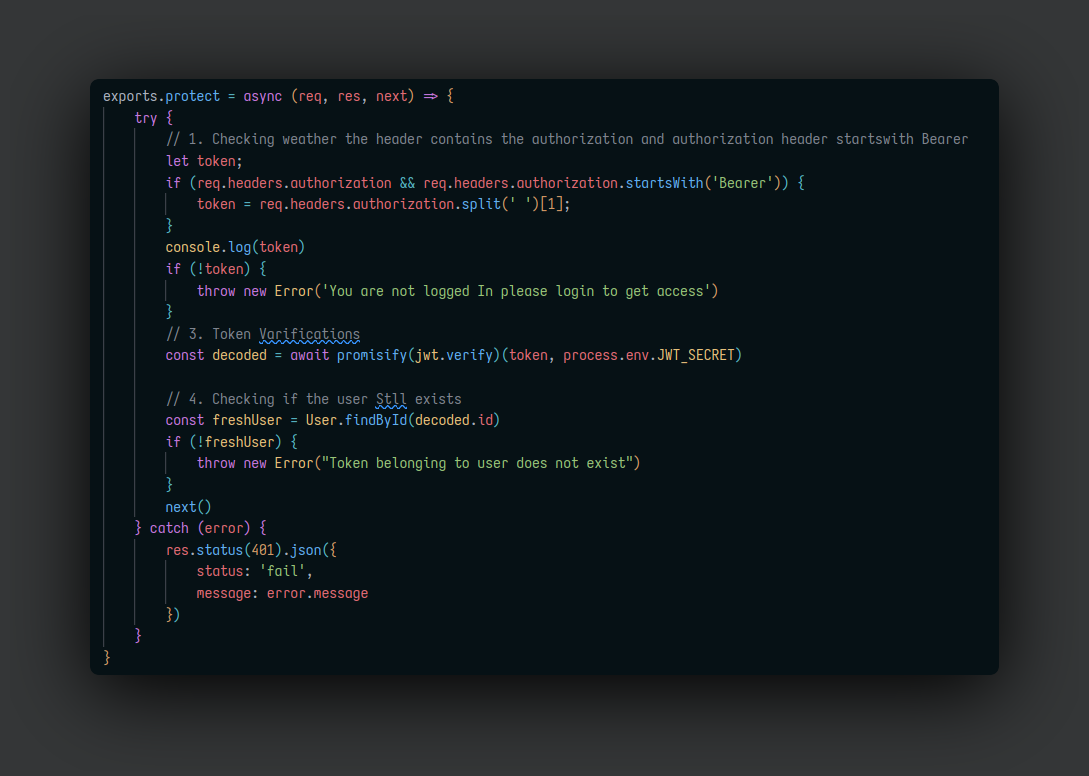 exports.protect = async (req, res, next) => {
    try {
        // 1. Checking weather the header contains the authorization and authorization header startswith Bearer
        let token;
        if (req.headers.authorization && req.headers.authorization.startsWith('Bearer')) {
            token = req.headers.authorization.split(' ')[1];
        }
        console.log(token)
        if (!token) {
            throw new Error('You are not logged In please login to get access')
        }
        // 3. Token Varifications
        const decoded = await promisify(jwt.verify)(token, process.env.JWT_SECRET)

        // 4. Checking if the user Stll exists
        const freshUser = User.findById(decoded.id)
        if (!freshUser) {
            throw new Error("Token belonging to user does not exist")
        }
        next()
    } catch (error) {
        res.status(401).json({
            status: 'fail',
            message: error.message
        })
    }
}